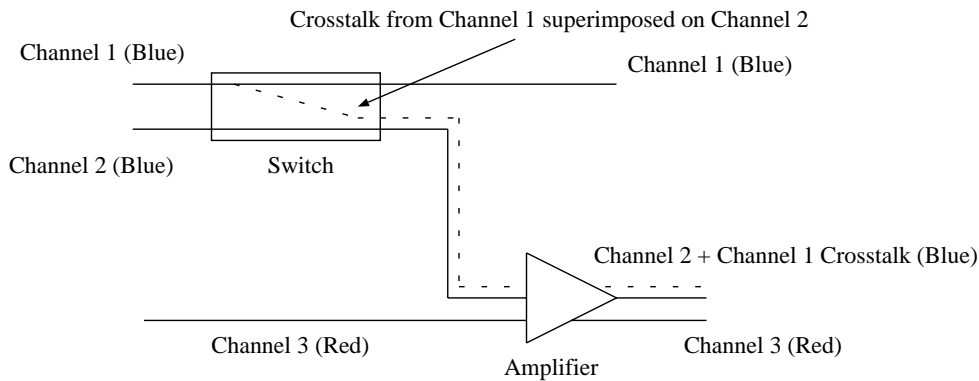 Crosstalk from Channel 1 superimposed on Channel 2
Channel 1 (Blue)
Channel 1 (Blue)
Channel 2 (Blue)
Switch
Channel 2 + Channel 1 Crosstalk (Blue)
Channel 3 (Red)
Channel 3 (Red)
Amplifier